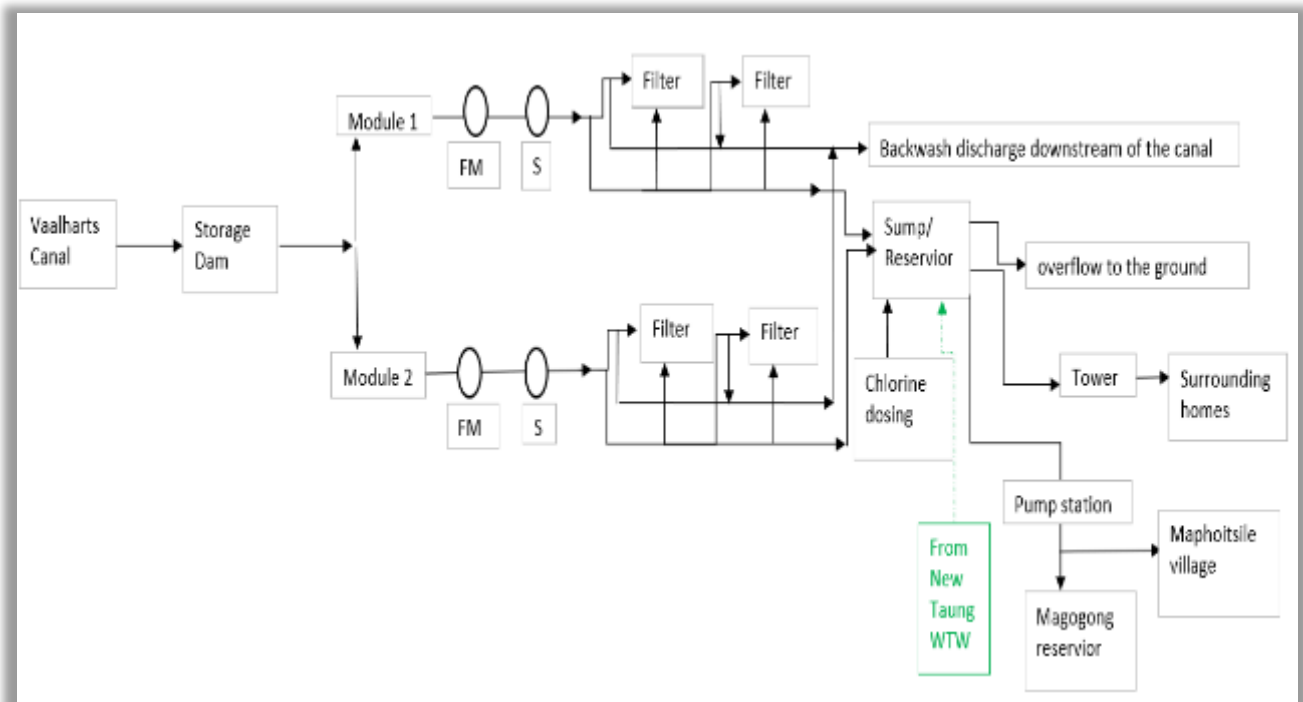 Filter
Filter
Module 1
Backwash discharge downstream of the canal
FM
S
Vaalharts
Canal
Storage
Dam
Sump/
Reservior
overflow to the ground
Filter
Filter
Module 2
Chlorine
dosing
Tower
Surrounding
homes
FM
S
Pump station
From
New
Taung
WTW
Maphoitsile
village
Magogong
reservior